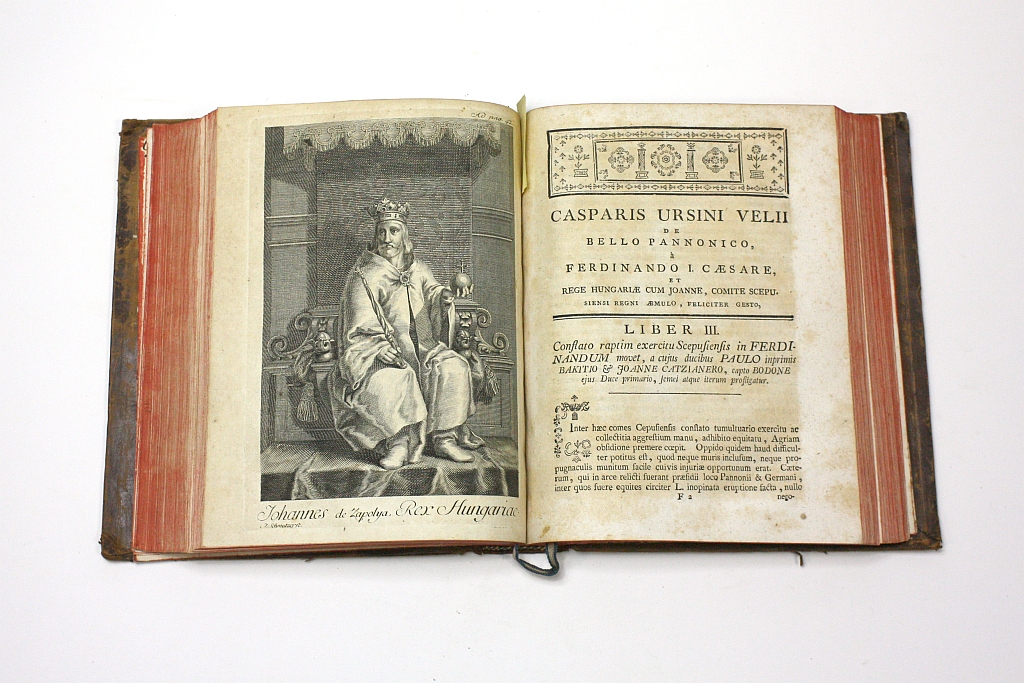 Johannes de Zapolya. Rex Hungariae
CASPARIS URSINI VELII
DE
BELLO PANNONICO,
à
FERDINANDO I. CÆSARE,
ET
REGE HUNGARIÆ CUM JOANNE, COMITE SCEPU-
SIENSI REGNI ÆMULO, FELICITER GESTO,
LIBER III.
Conſlato raptim exercitu Scepuſienſis in FERDI-
NANDUM movet, a cujus ducibus PAULO inprimis
BAKITIO & JOANNE CATZIANERO, capto BODONE
ejus Duce primario, ſemel atque iterum profligatur.
Inter hæc comes Cepuſienſis conflato tumultuario exercitu ac
collectitia aggreſtium manu, adhibito equitatu, Agriam
obſidione premere cœpit. Oppido quidem haud difficul-
ter potitus eſt, quod neque muris incluſum, neque pro-
pugnaculis munitum facile cuivis injuriæ opportunum erat. Cæte-
rum, qui in arce relicti fuerant præſidii loco Pannonii & Germani,
inter quos fuere equites circiter L. inopinata eruptione facta, nullo
F 2
nego-